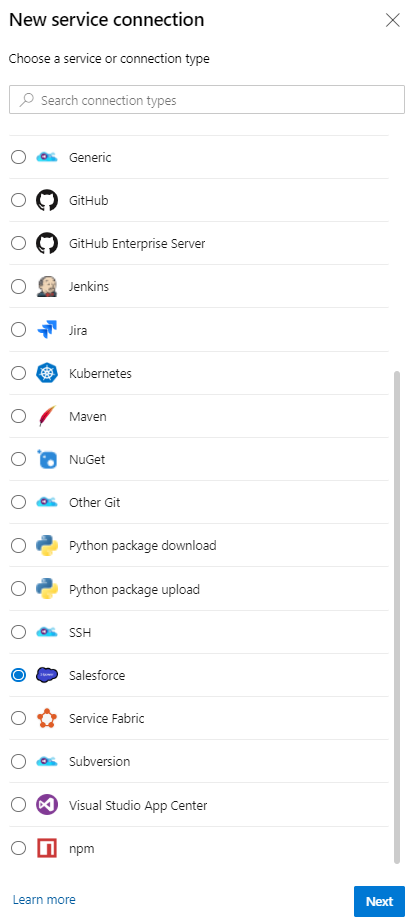 New service connection
Choose a service or connection type
Search connection types
Generic
GitHub
GitHub Enterprise Server
Jenkins
Jira
Kubernetes
Maven
NuGet
Other Git
Python package download
Python package upload
SSH
Salesforce
Service Fabric
Subversion
Visual Studio App Center
npm
Learn more
Next